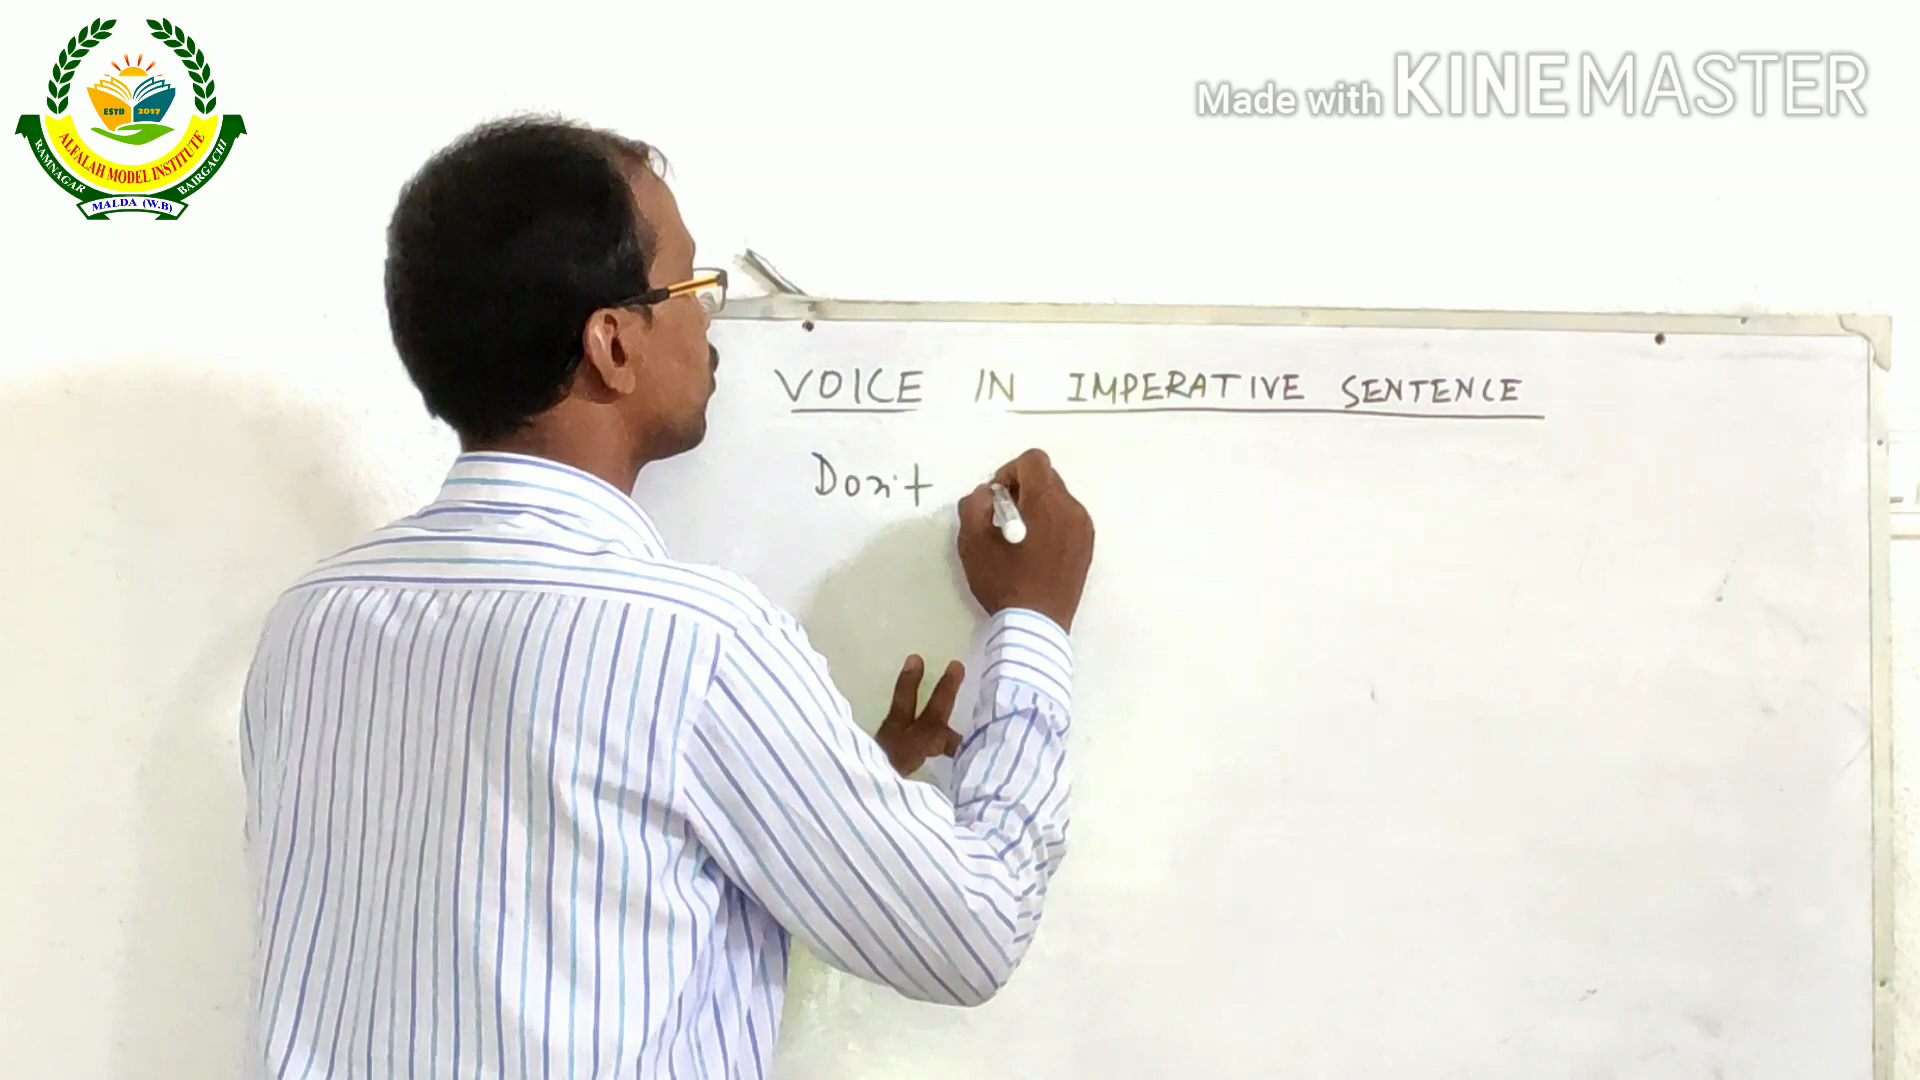 Made with KINEMASTER
ESTD 2017
ALFALAH MODEL INSTITUTE
RAMNAGAR BAIRGACHI
MALDA (W.B)
VOICE IN IMPERATIVE SENTENCE
Don't